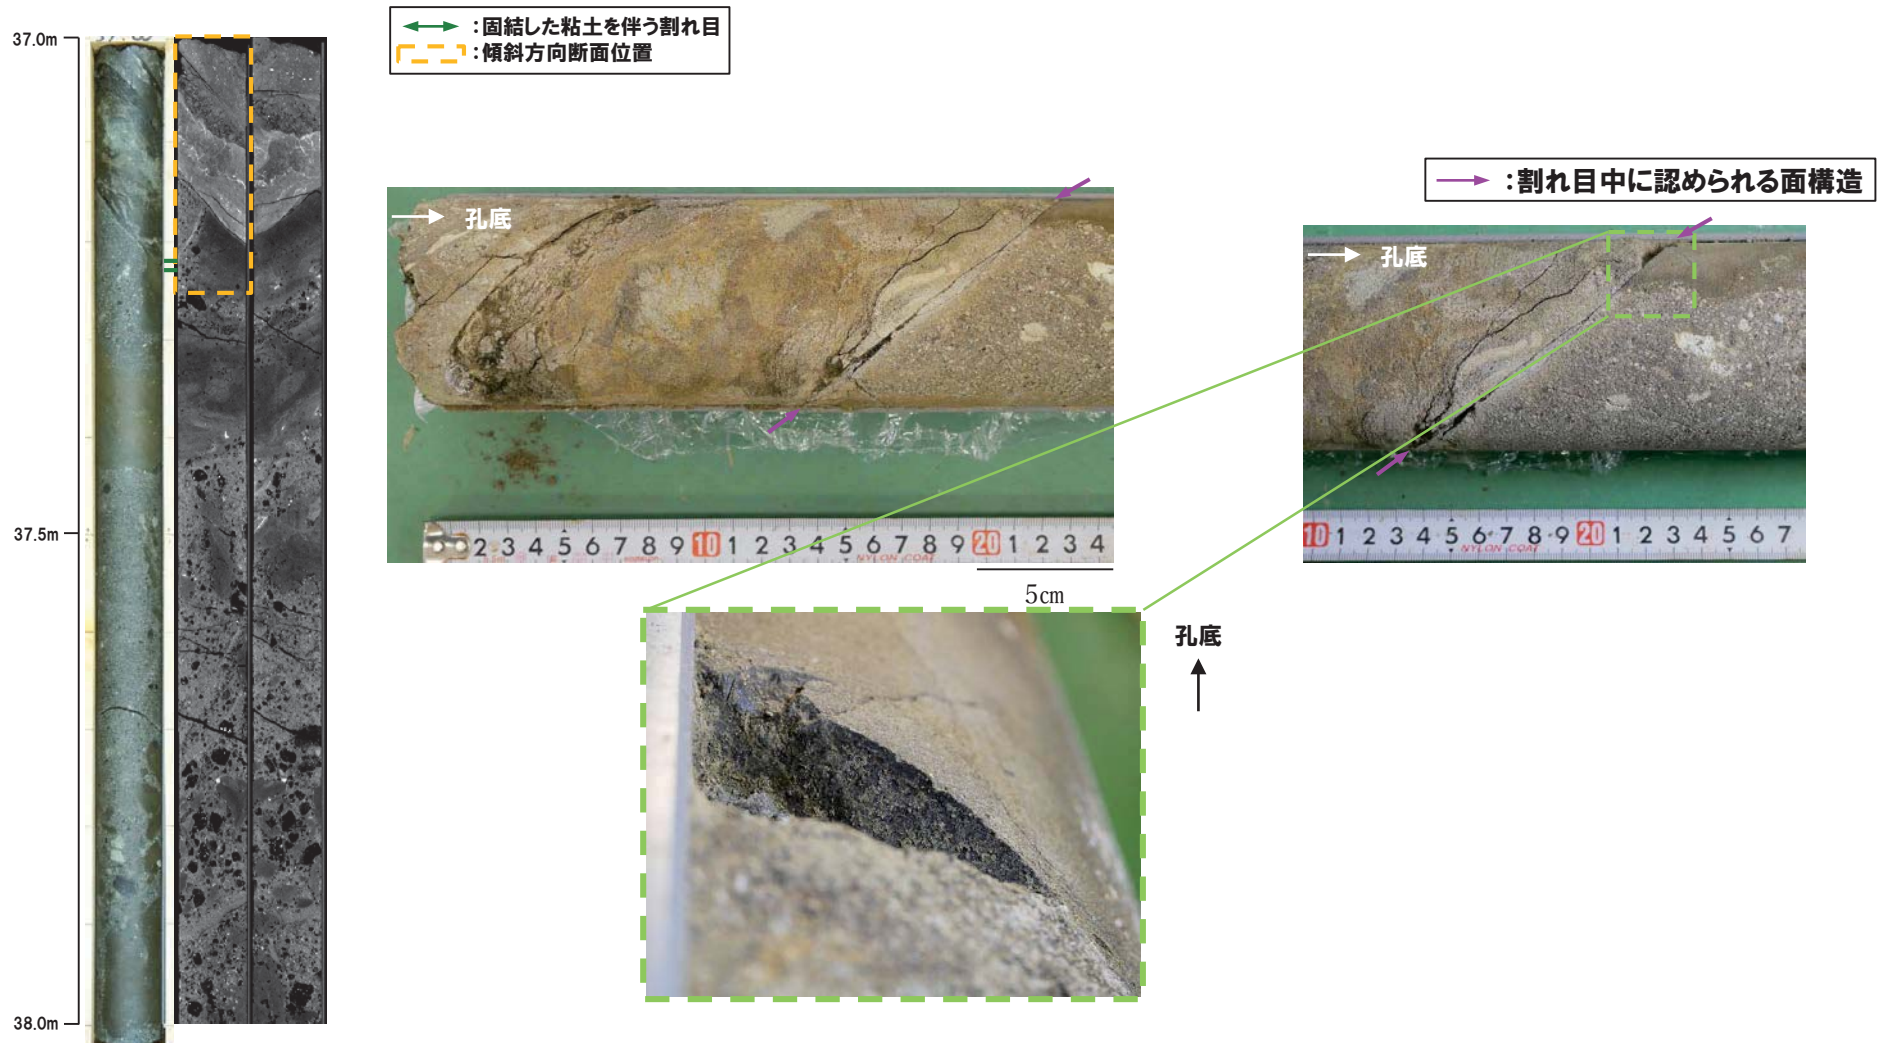 :固結した粘土を伴う割れ目
:傾斜方向断面位置
37.0m
37.5m
38.0m
孔底
2 3 4 5 6 7 8 9 10 1 2 3 4 5 6 7 8 9 20 1 2 3 4
NYLON COAT
5cm
:割れ目中に認められる面構造
孔底
10 1 2 3 4 5 6 7 8 9 20 1 2 3 4 5 6 7
NYLON COAT
孔底